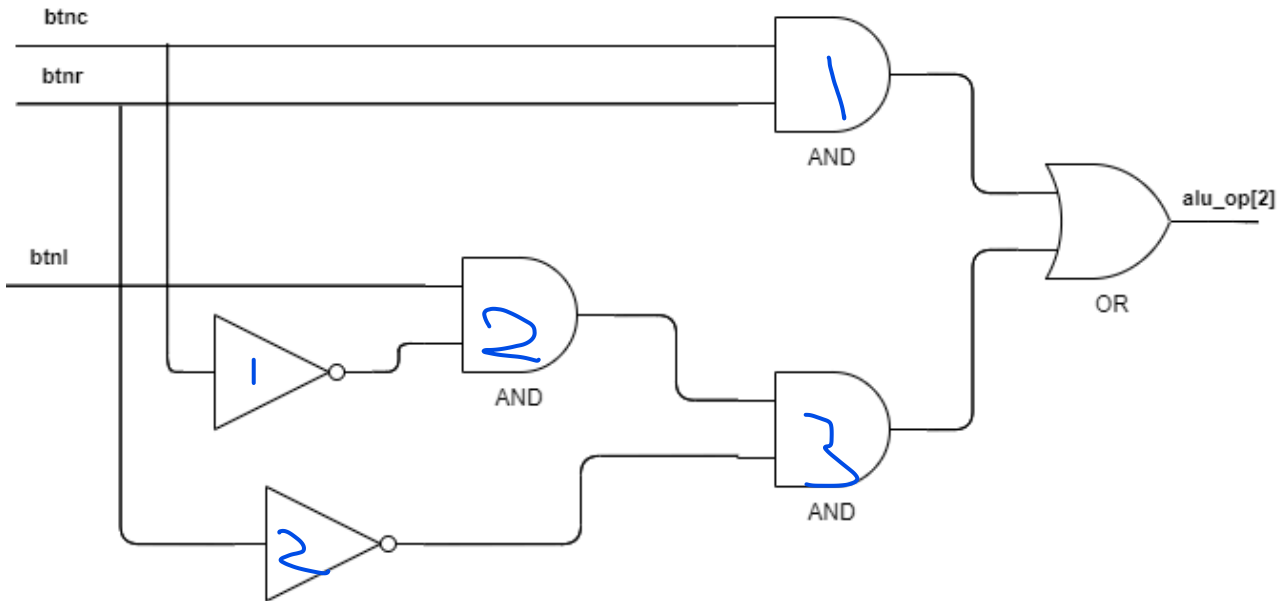 btnc
btnr
1
AND
alu_op[2]
btnl
OR
2
1
AND
3
AND
2